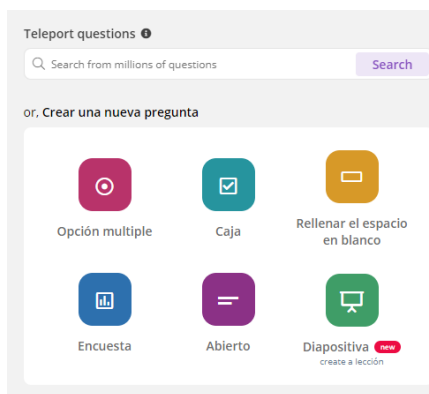 Teleport questions
Search from millions of questions
Search
or, Crear una nueva pregunta
Opción multiple
Caja
Rellenar el espacio
en blanco
Encuesta
Abierto
Diapositiva new
create a lección